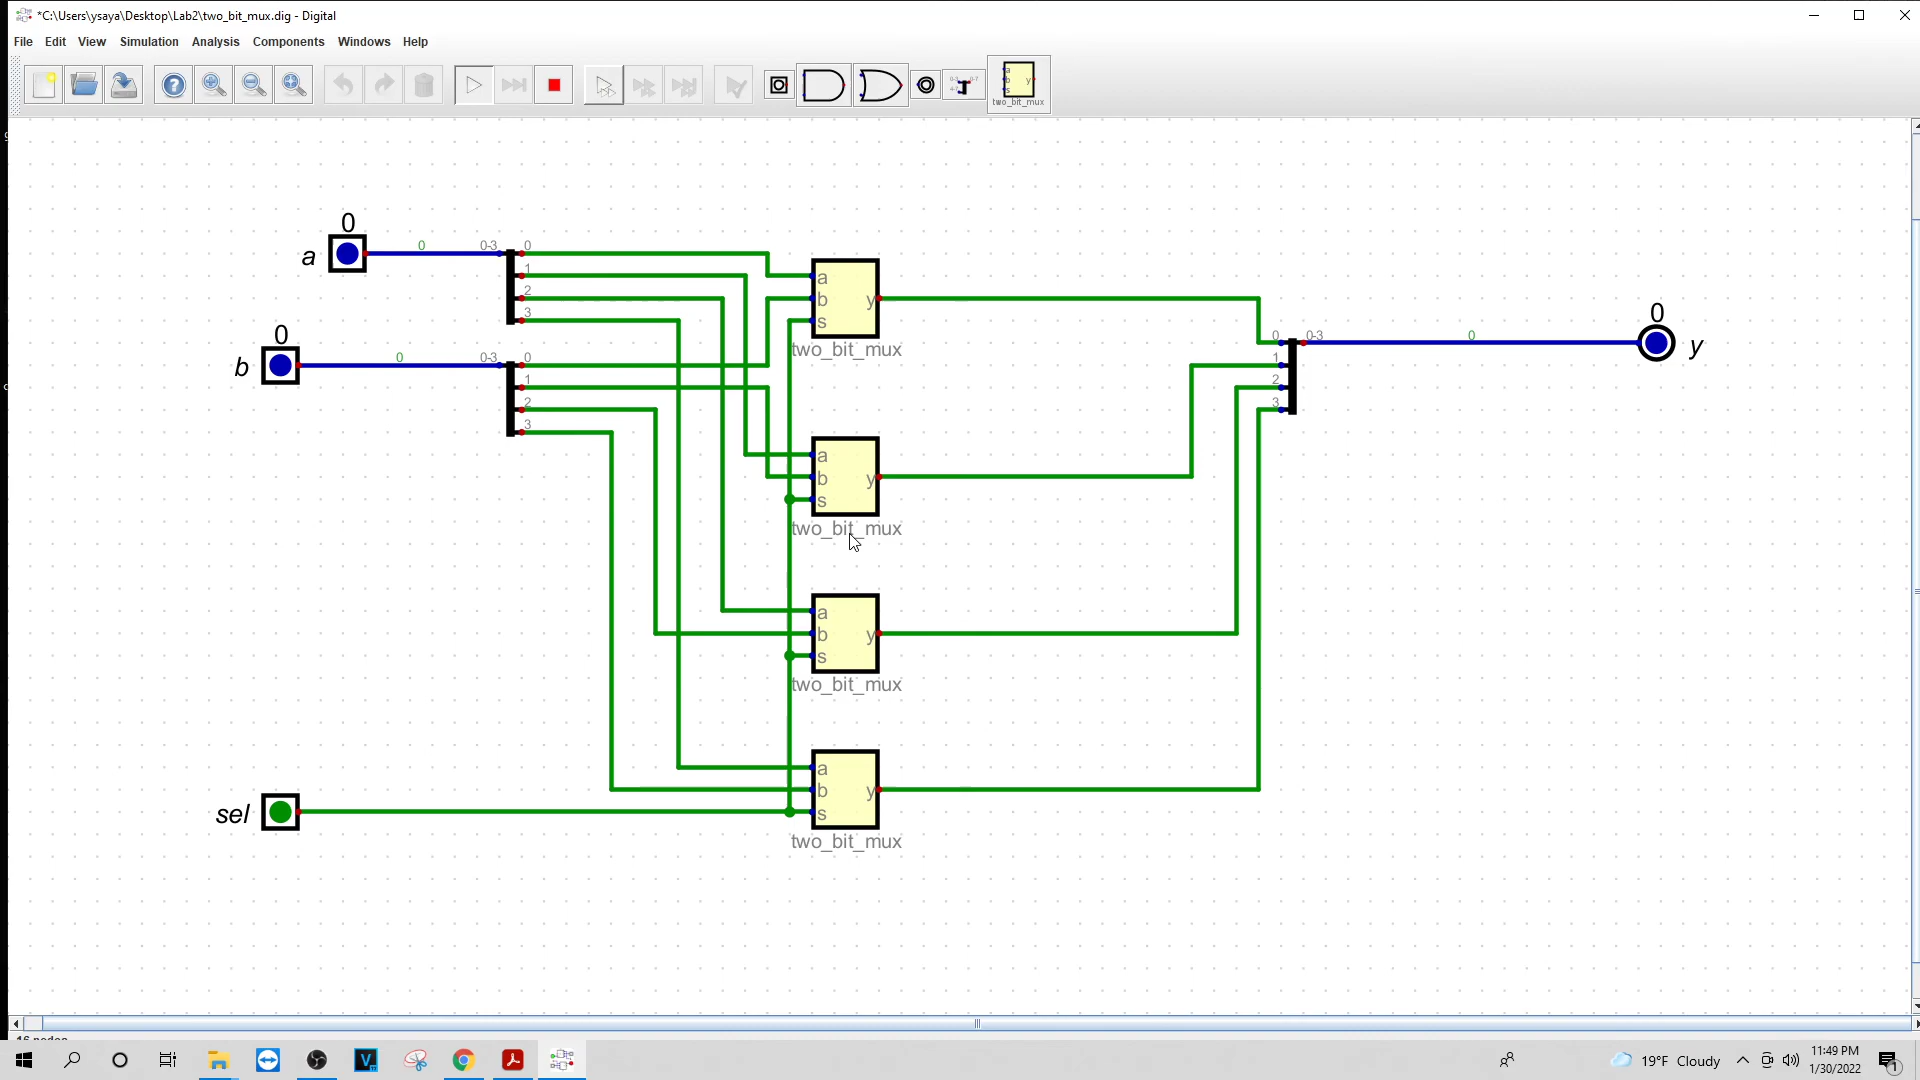 *C:\Users\ysaya\Desktop\Lab2\two_bit_mux.dig - Digital
File Edit View Simulation Analysis Components Windows Help
a
b y
s
two_bit_mux
0
a 0 0-3 0
1
2
3
0
b 0 0-3 0
1
2
3
a
b y
s
two_bit_mux
0
0 0-3 0 y
1
2
3
a
b y
s
two_bit_mux
a
b y
s
two_bit_mux
sel
a
b y
s
two_bit_mux
19°F Cloudy
11:49 PM
1/30/2022
1